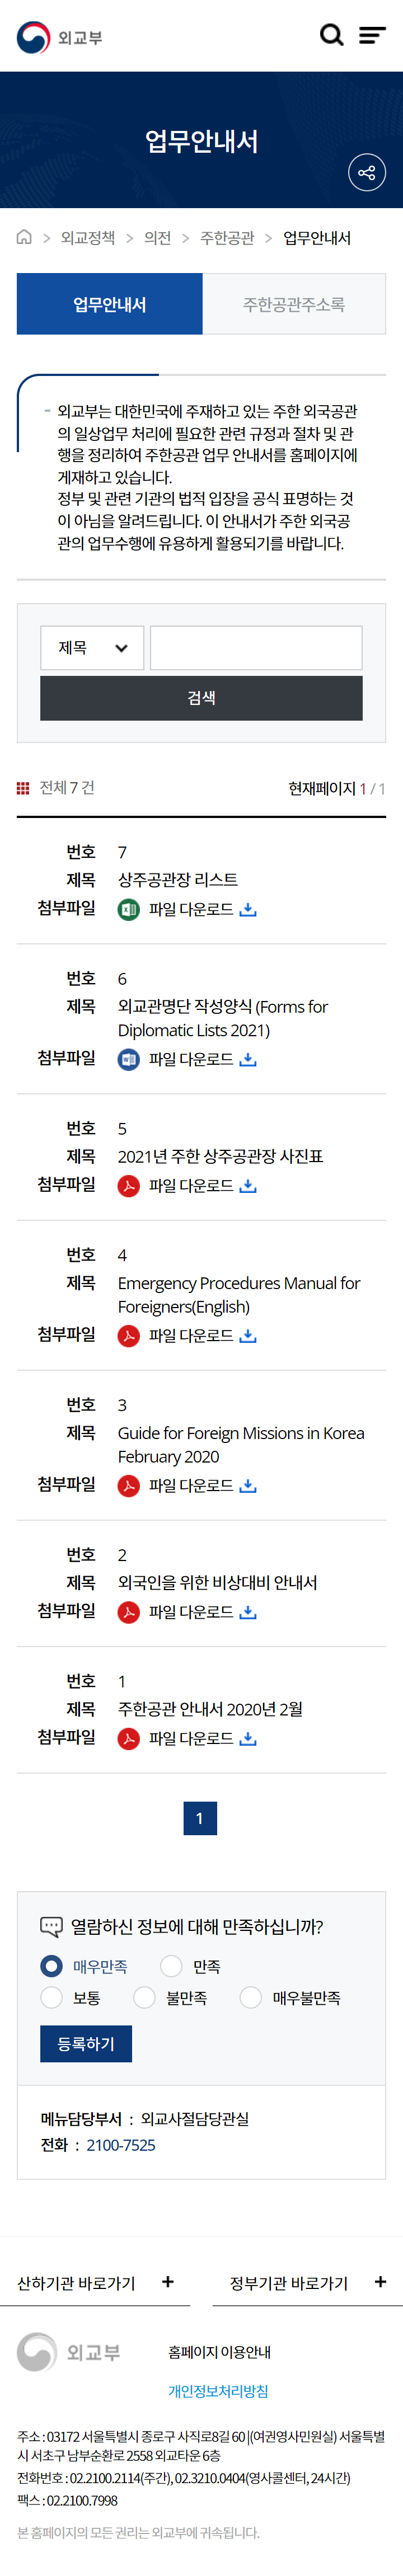 외교부
업무안내서
외교정책 > 의전 > 주한공관 > 업무안내서
업무안내서 주한공관주소록
- 외교부는 대한민국에 주재하고 있는 주한 외국공관
의 일상업무 처리에 필요한 관련 규정과 절차 및 관
행을 정리하여 주한공관 업무 안내서를 홈페이지에
게재하고 있습니다.
정부 및 관련 기관의 법적 입장을 공식 표명하는 것
이 아님을 알려드립니다. 이 안내서가 주한 외국공
관의 업무수행에 유용하게 활용되기를 바랍니다.
제목
검색
전체 7 건 현재페이지 1 / 1
번호 7
제목 상주공관장 리스트
첨부파일 파일 다운로드
번호 6
제목 외교관명단 작성양식 (Forms for
Diplomatic Lists 2021)
첨부파일 파일 다운로드
번호 5
제목 2021년 주한 상주공관장 사진표
첨부파일 파일 다운로드
번호 4
제목 Emergency Procedures Manual for
Foreigners(English)
첨부파일 파일 다운로드
번호 3
제목 Guide for Foreign Missions in Korea
February 2020
첨부파일 파일 다운로드
번호 2
제목 외국인을 위한 비상대비 안내서
첨부파일 파일 다운로드
번호 1
제목 주한공관 안내서 2020년 2월
첨부파일 파일 다운로드
1
열람하신 정보에 대해 만족하십니까?
매우만족 만족
보통 불만족 매우불만족
등록하기
메뉴담당부서 : 외교사절담당관실
전화 : 2100-7525
산하기관 바로가기 + 정부기관 바로가기 +
외교부 홈페이지 이용안내
개인정보처리방침
주소 : 03172 서울특별시 종로구 사직로8길 60 |(여권영사민원실) 서울특별
시 서초구 남부순환로 2558 외교타운 6층
전화번호 : 02.2100.2114(주간), 02.3210.0404(영사콜센터, 24시간)
팩스 : 02.2100.7998
본 홈페이지의 모든 권리는 외교부에 귀속됩니다.